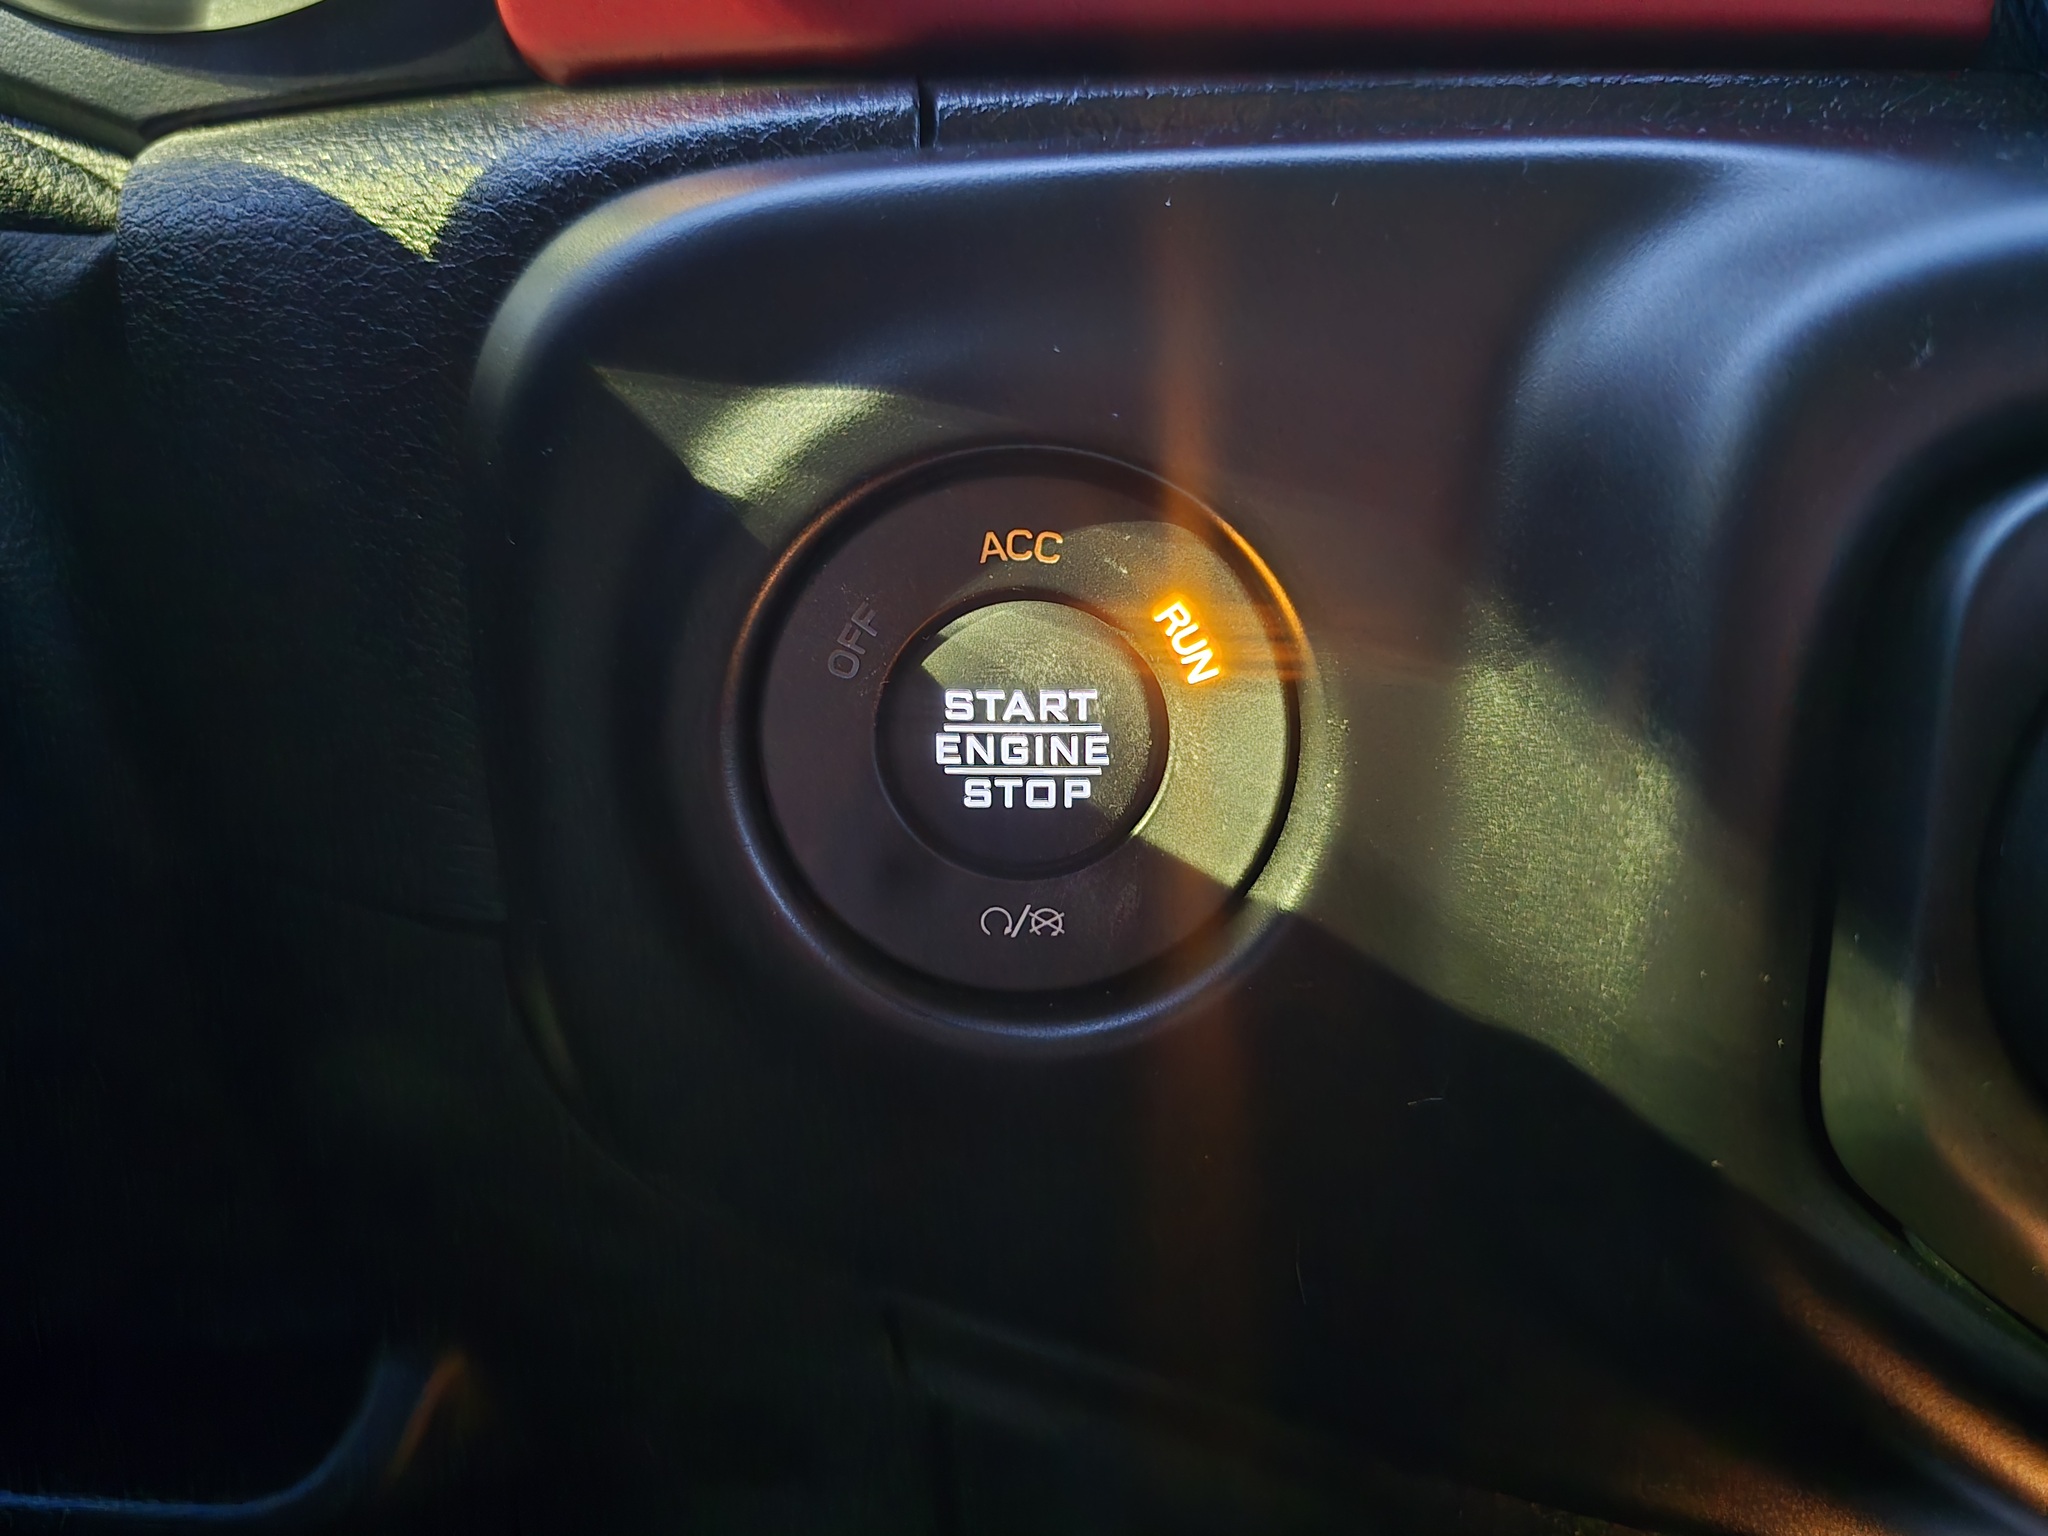 ACC
OFF
RUN
START
ENGINE
STOP